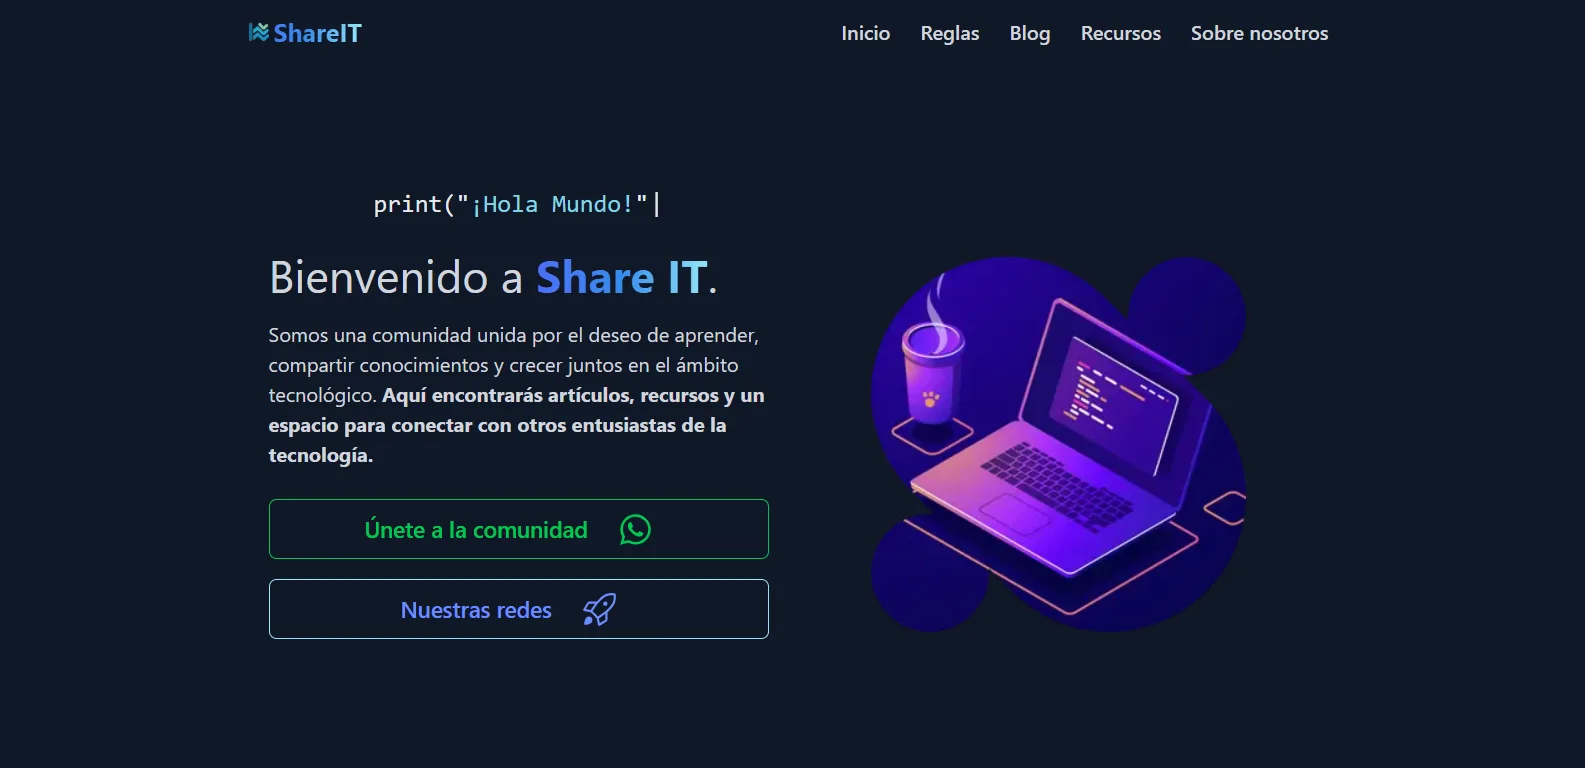 ShareIT
Inicio Reglas Blog Recursos Sobre nosotros
print("¡Hola Mundo!"|
Bienvenido a Share IT.
Somos una comunidad unida por el deseo de aprender,
compartir conocimientos y crecer juntos en el ámbito
tecnológico. Aquí encontrarás artículos, recursos y un
espacio para conectar con otros entusiastas de la
tecnología.
Únete a la comunidad
Nuestras redes